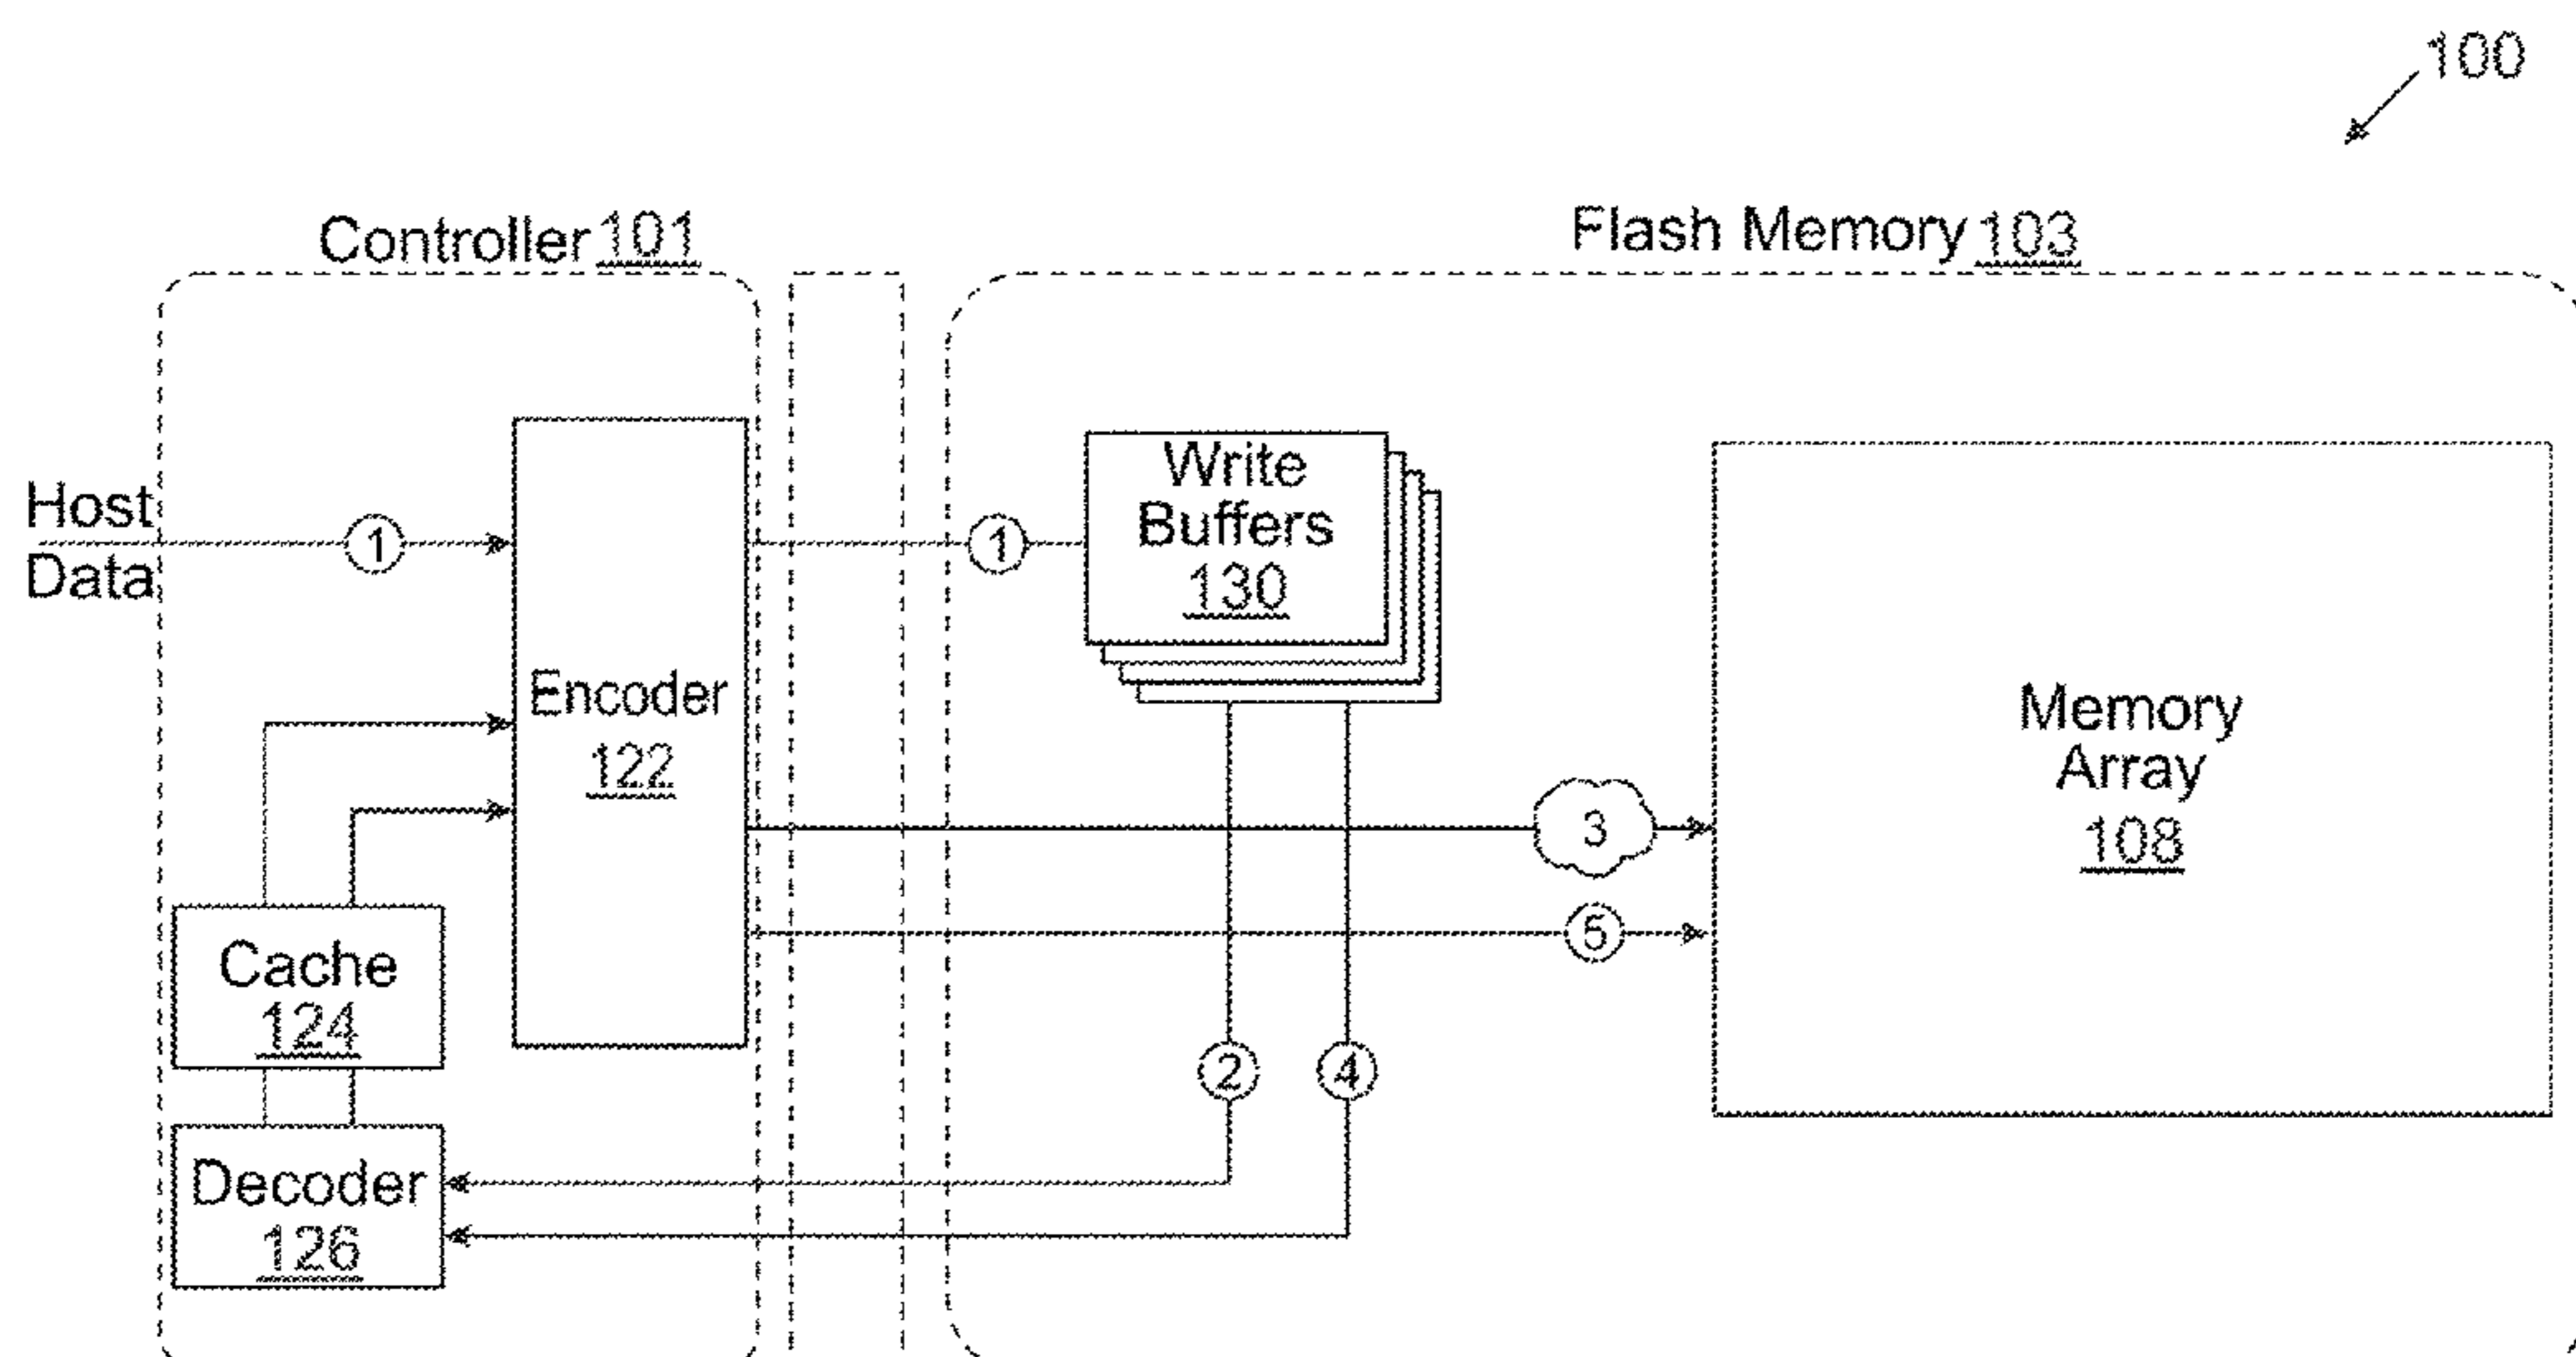 100
Controller 101
Flash Memory 103
Host
Data
1
1
Write
Buffers
130
Encoder
122
Memory
Array
108
3
5
Cache
124
2
4
Decoder
126